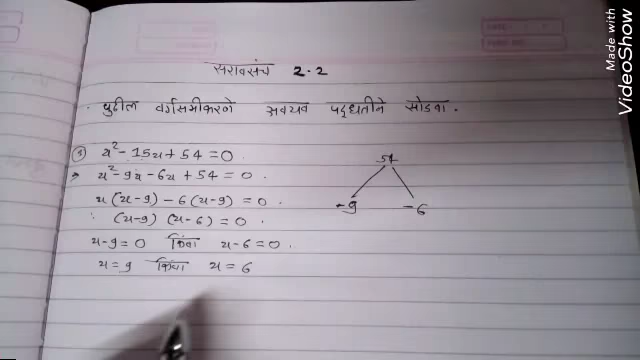 सरावसंच 2.2
. पुढील वर्गसमीकरणे अवयव पद्धतीने सोडवा.
① x² - 15x + 54 = 0.
→ x² - 9x - 6x + 54 = 0.
x (x-9) - 6 (x-9) = 0.
∴ (x-9) (x-6) = 0.
x-9 = 0 किंवा x-6 = 0.
x = 9 किंवा x = 6
54
-9 -6
Made with
VideoShow